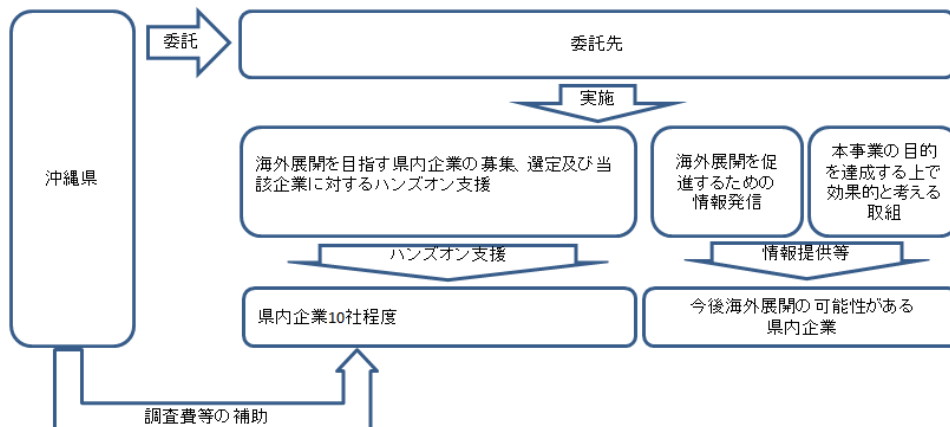 委託
委託先
実施
沖縄県
海外展開を目指す県内企業の募集、選定及び当
該企業に対するハンズオン支援
海外展開を促
進するための
情報発信
本事業の目的
を達成する上で
効果的と考える
取組
ハンズオン支援
情報提供等
県内企業10社程度
今後海外展開の可能性がある
県内企業
調査費等の補助